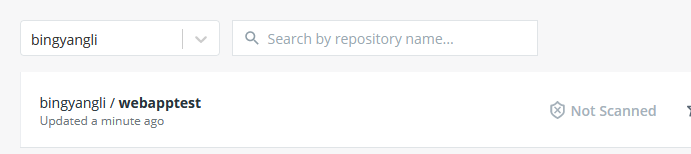 bingyangli
Search by repository name...
bingyangli / webapptest
Updated a minute ago
Not Scanned